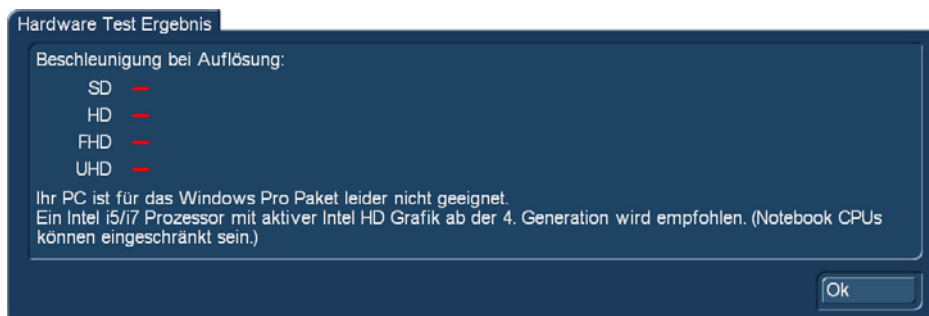 Hardware Test Ergebnis
Beschleunigung bei Auflösung:
SD
HD
FHD
UHD
Ihr PC ist für das Windows Pro Paket leider nicht geeignet.
Ein Intel i5/i7 Prozessor mit aktiver Intel HD Grafik ab der 4. Generation wird empfohlen. (Notebook CPUs
können eingeschränkt sein.)
Ok